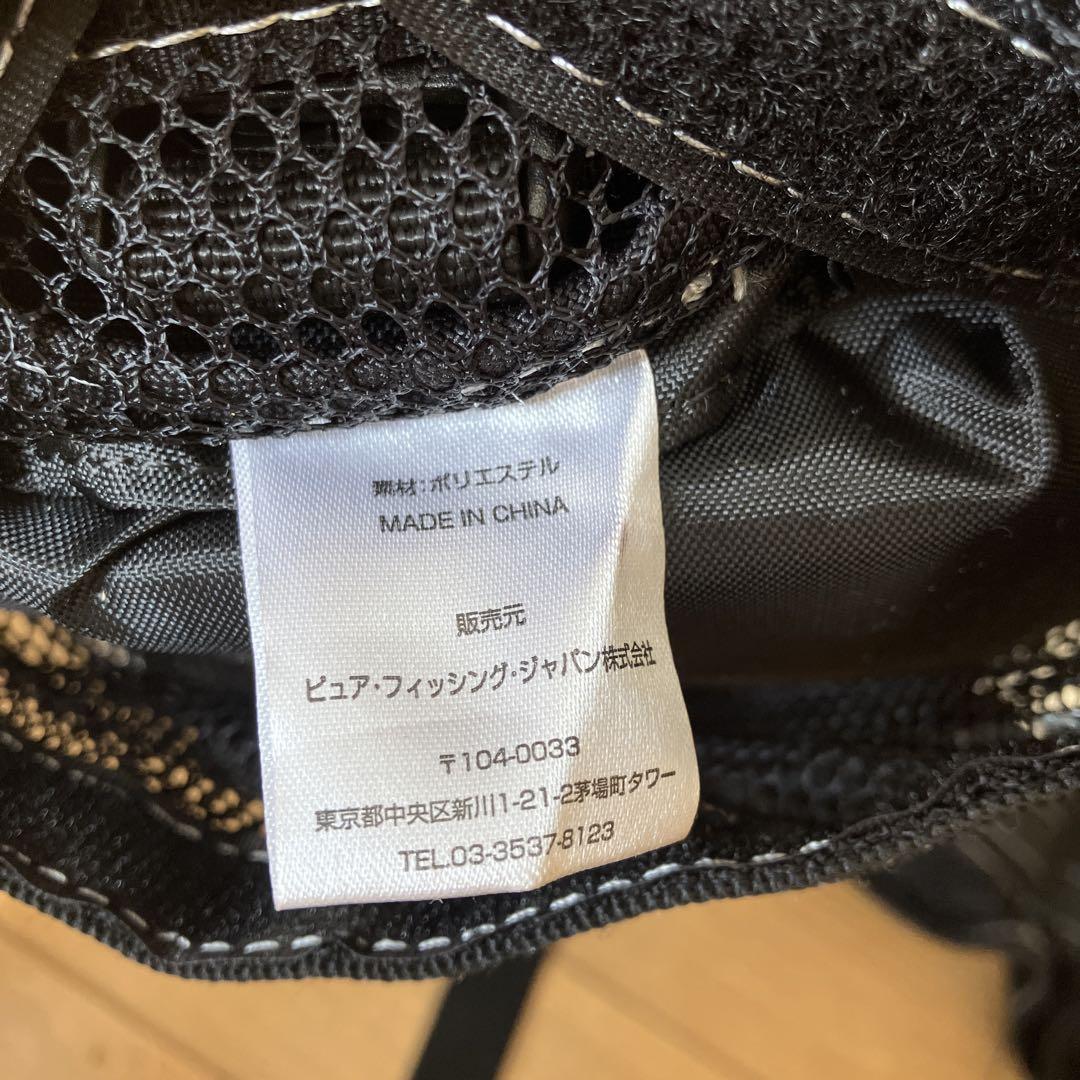 素材:ポリエステル
MADE IN CHINA
販売元
ピュア・フィッシング・ジャパン株式会社
〒104-0033
東京都中央区新川1-21-2茅場町タワー
TEL.03-3537-8123